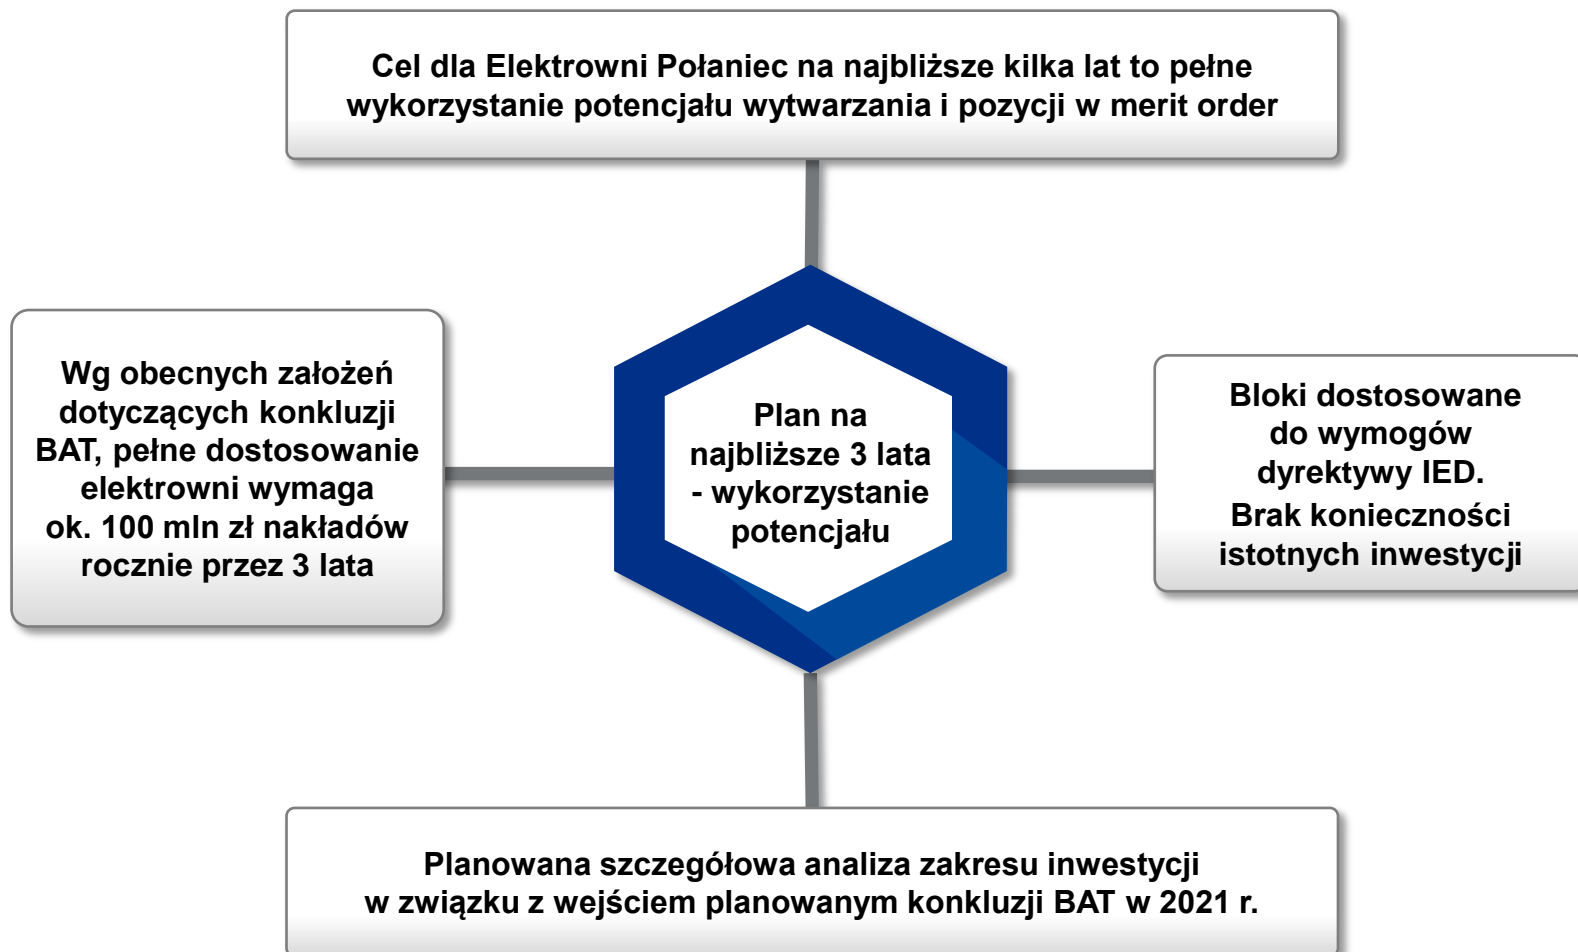 Cel dla Elektrowni Połaniec na najbliższe kilka lat to pełne
wykorzystanie potencjału wytwarzania i pozycji w merit order
Wg obecnych założeń
dotyczących konkluzji
BAT, pełne dostosowanie
elektrowni wymaga
ok. 100 mln zł nakładów
rocznie przez 3 lata
Plan na
najbliższe 3 lata
- wykorzystanie
potencjału
Bloki dostosowane
do wymogów
dyrektywy IED.
Brak konieczności
istotnych inwestycji
Planowana szczegółowa analiza zakresu inwestycji
w związku z wejściem planowanym konkluzji BAT w 2021 r.